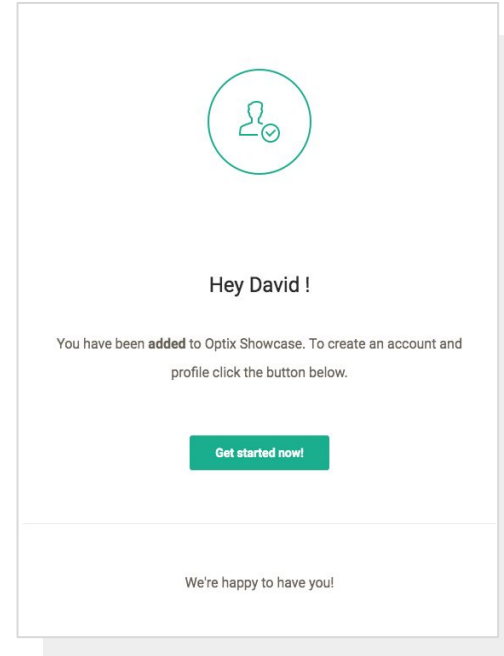 Hey David !
You have been added to Optix Showcase. To create an account and
profile click the button below.
Get started now!
We're happy to have you!